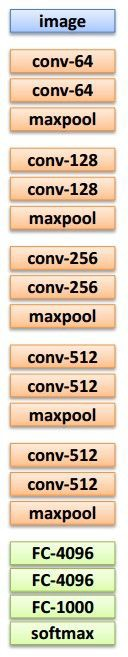 image
conv-64
conv-64
maxpool
conv-128
conv-128
maxpool
conv-256
conv-256
maxpool
conv-512
conv-512
maxpool
conv-512
conv-512
maxpool
FC-4096
FC-4096
FC-1000
softmax